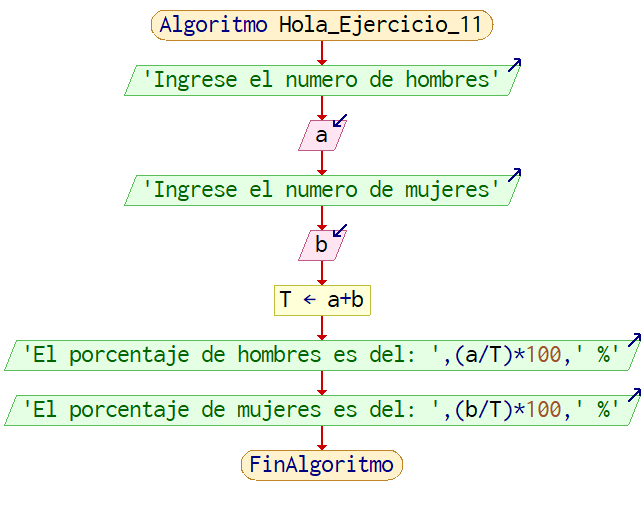 Algoritmo Hola_Ejercicio_11
'Ingrese el numero de hombres'
a
'Ingrese el numero de mujeres'
b
T ← a+b
'El porcentaje de hombres es del: ',(a/T)*100,' %'
'El porcentaje de mujeres es del: ',(b/T)*100,' %'
FinAlgoritmo